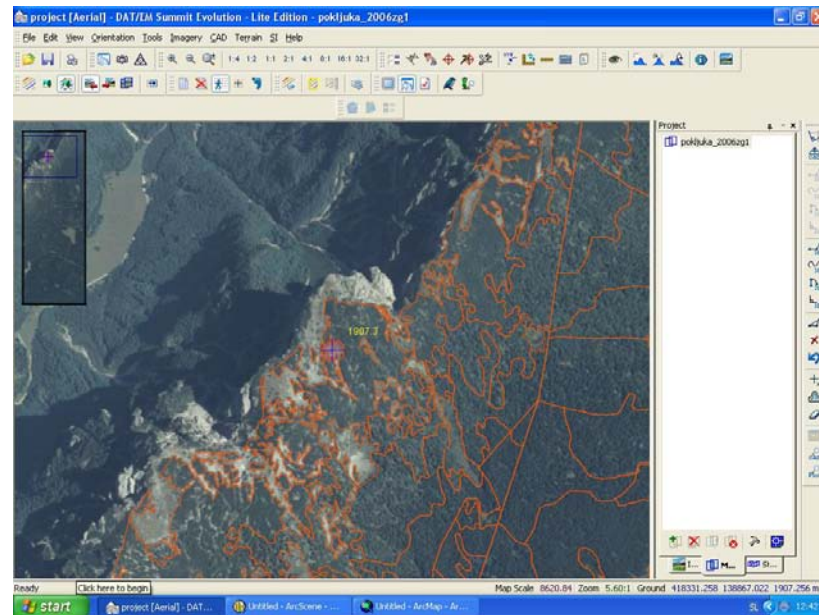 project [Aerial] - DAT/EM Summit Evolution - Lite Edition - pokljuka_2006zg1
File Edit View Orientation Tools Imagery CAD Terrain SI Help
1:4 1:2 1:1 2:1 4:1 8:1 16:1 32:1
Project
pokljuka_2006zg1
1907.3
I... M... St...
Ready Click here to begin Map Scale 8620.84 Zoom 5.60:1 Ground 418331.258 138867.022 1907.256 m
start project [Aerial] - DAT... Untitled - ArcScene - ... Untitled - ArcMap - Ar... SL 12:43